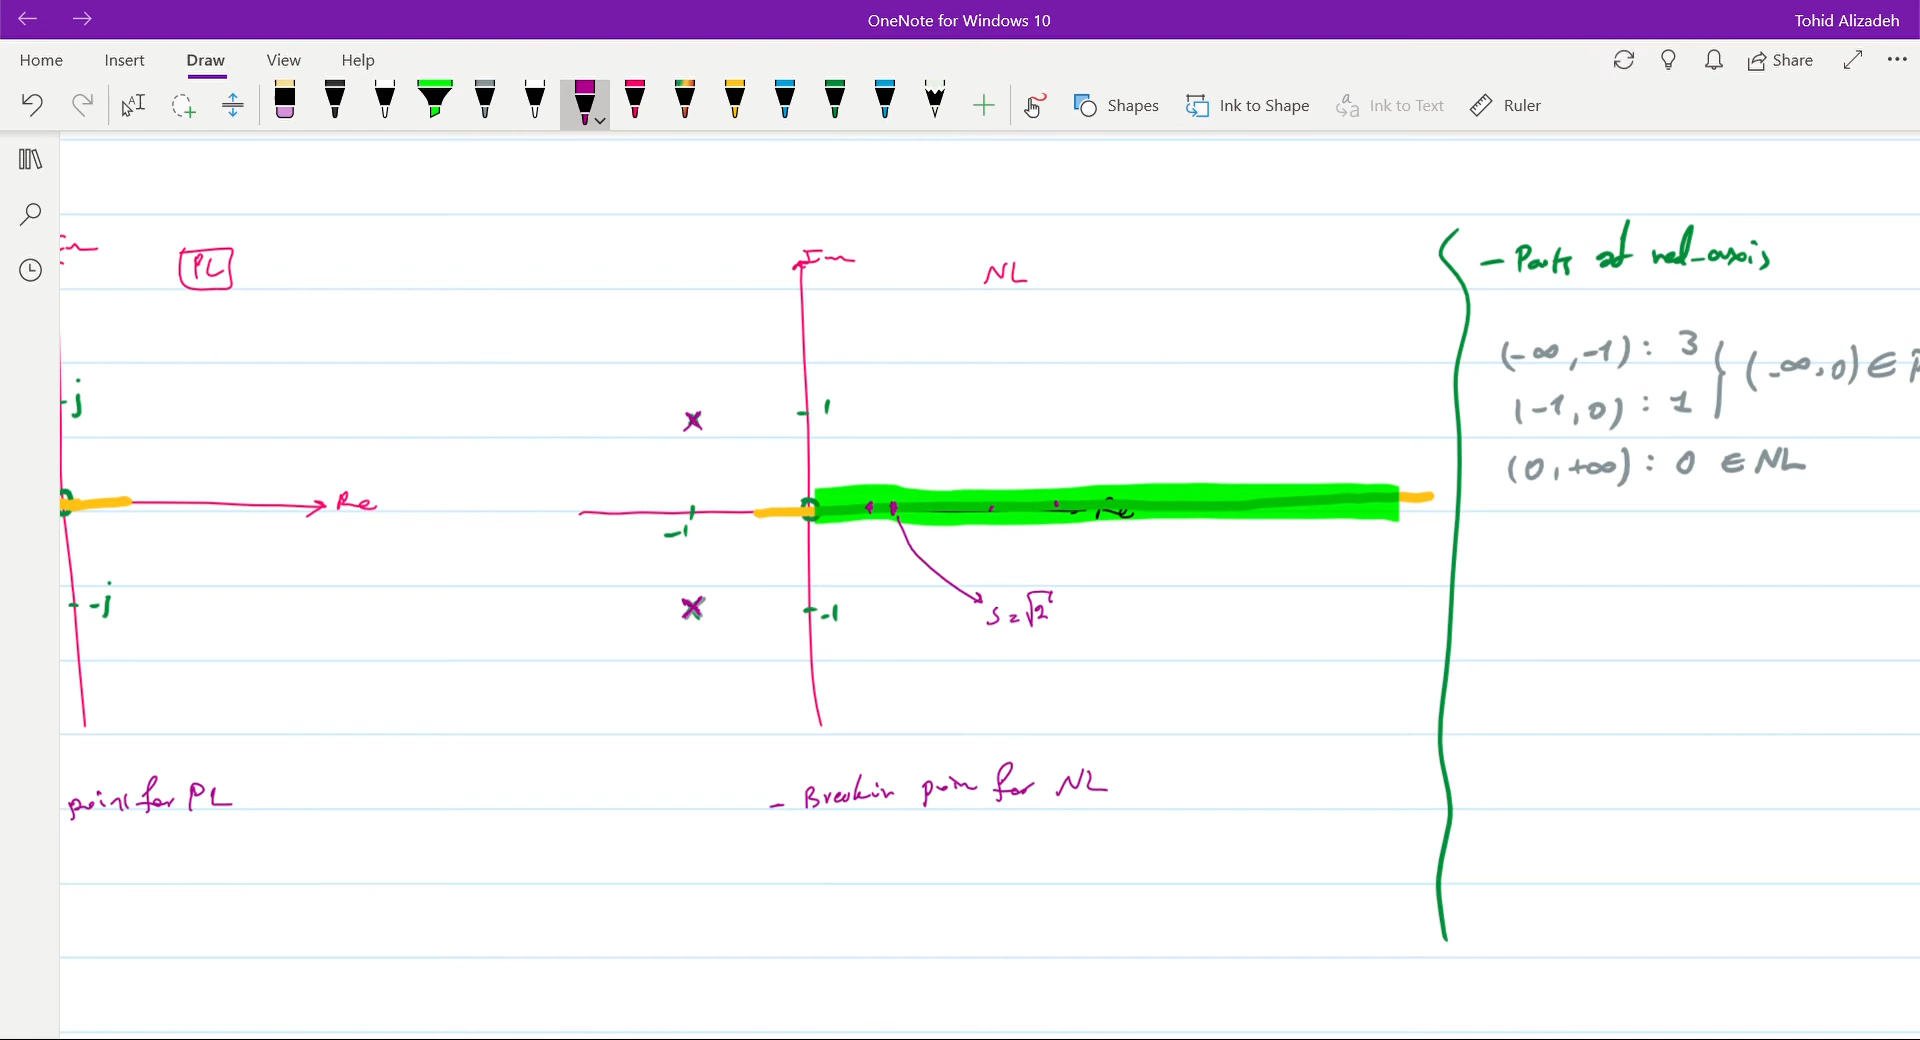 OneNote for Windows 10
Tohid Alizadeh
Home Insert Draw View Help
Share
Shapes Ink to Shape Ink to Text Ruler
PL
Im
NL
- Parts of real-axis
(-∞, -1) : 3
(-1, 0) : 1
} (-∞, 0) ∈
(0, +∞) : 0 ∈ NL
j
Re
-j
1
-1
-1
Re
s = √2
point for PL
- Breakin poin for NL